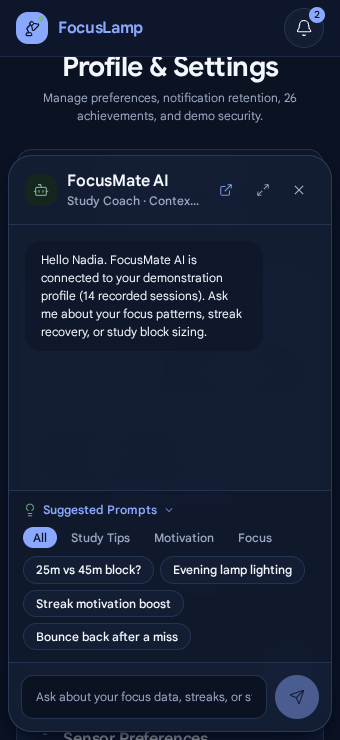 FocusLamp
2
Profile & Settings
Manage preferences, notification retention, 26
achievements, and demo security.
FocusMate AI
Study Coach · Contex...
Hello Nadia. FocusMate AI is
connected to your demonstration
profile (14 recorded sessions). Ask
me about your focus patterns, streak
recovery, or study block sizing.
Suggested Prompts
All Study Tips Motivation Focus
25m vs 45m block? Evening lamp lighting
Streak motivation boost
Bounce back after a miss
Ask about your focus data, streaks, or s
Sensor Preferences